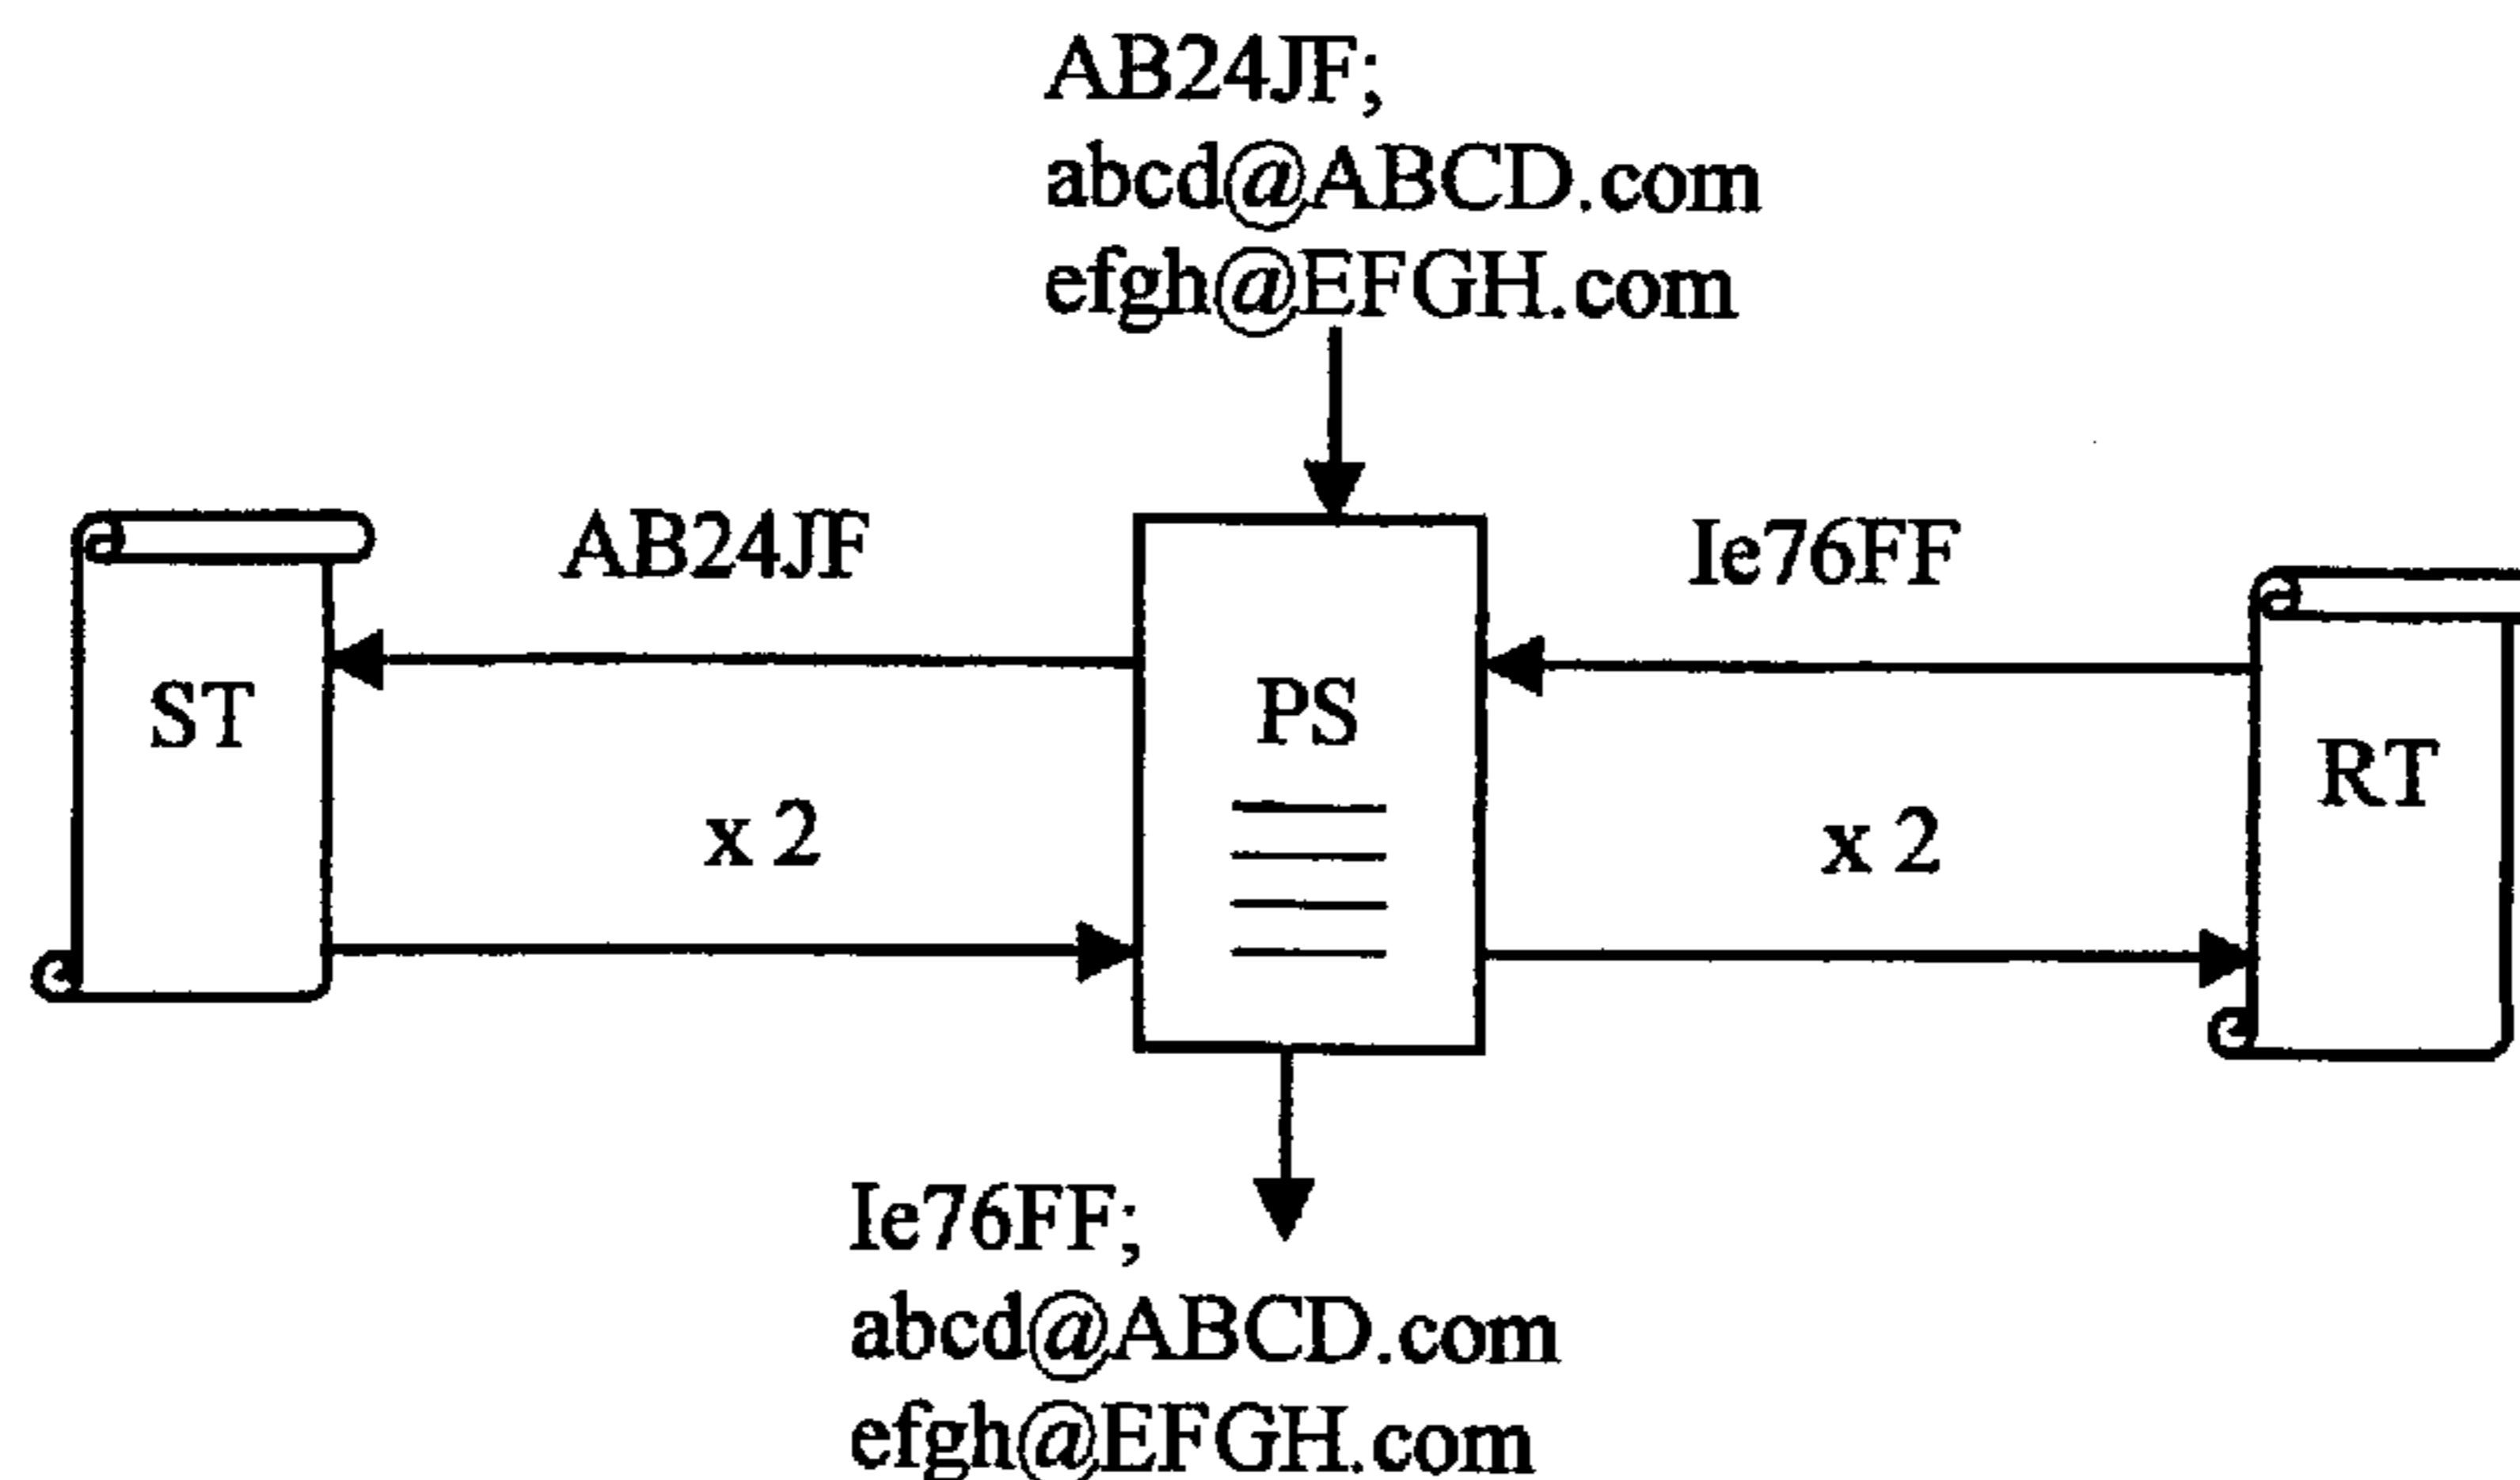 AB24JF;
abcd@ABCD.com
efgh@EFGH.com
AB24JF
Ie76FF
ST
PS
RT
x 2
x 2
Ie76FF;
abcd@ABCD.com
efgh@EFGH.com